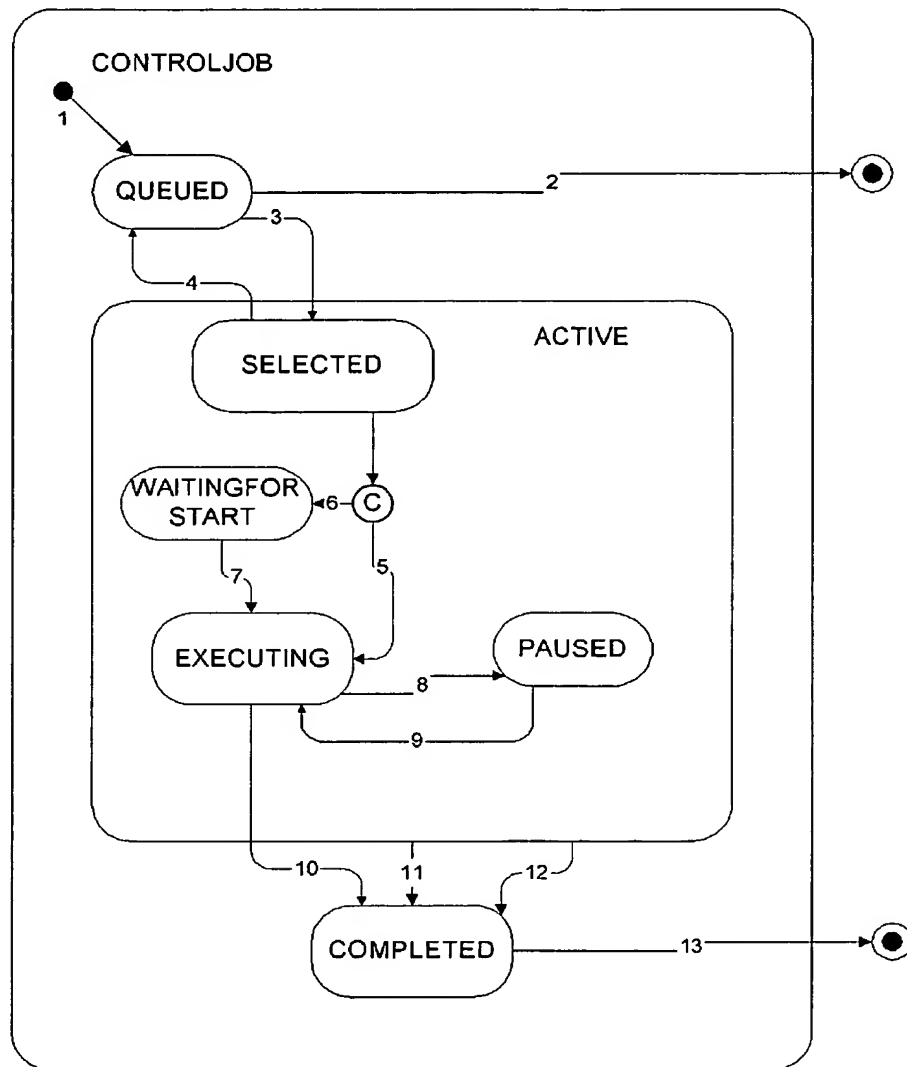 CONTROLJOB
1
QUEUED
2
3
4
ACTIVE
SELECTED
WAITINGFOR
START
6
C
5
7
EXECUTING
PAUSED
8
9
10
11
12
COMPLETED
13